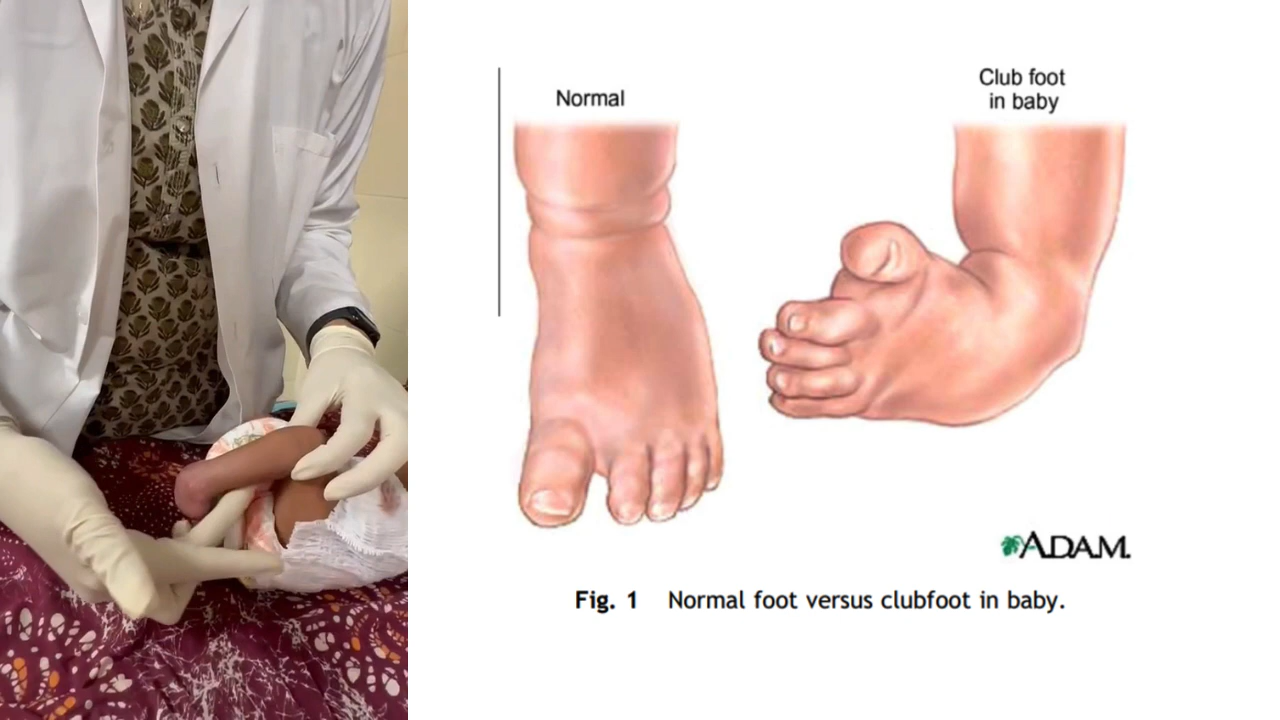 Normal
Club foot
in baby
ADAM.
Fig. 1 Normal foot versus clubfoot in baby.